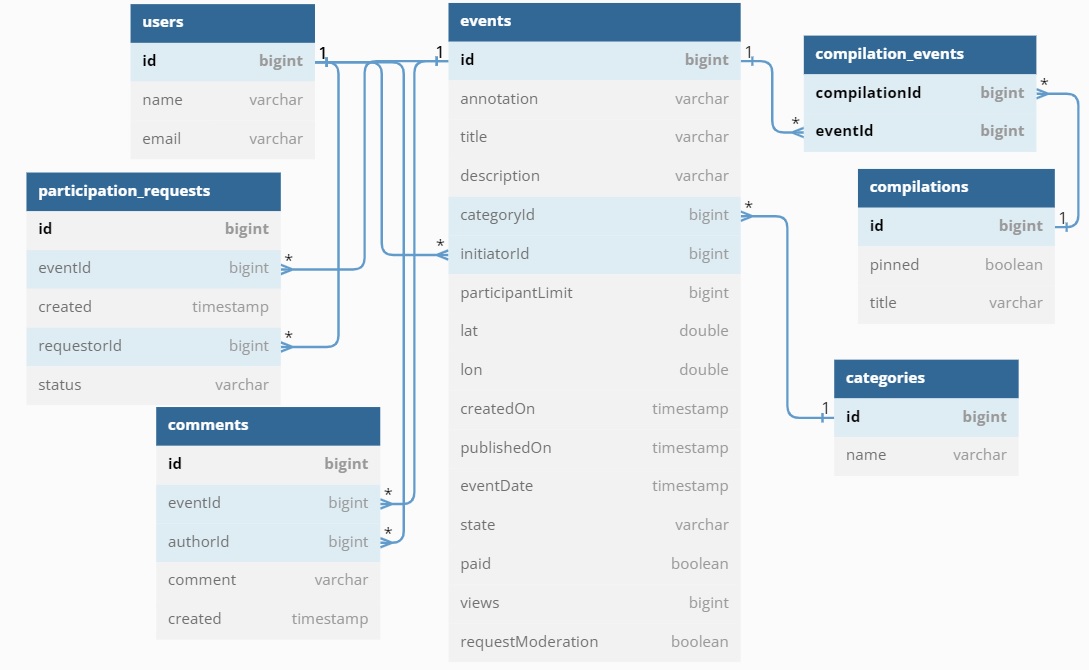 users
id bigint
name varchar
email varchar
participation_requests
id bigint
eventId bigint
created timestamp
requestorId bigint
status varchar
comments
id bigint
eventId bigint
authorId bigint
comment varchar
created timestamp
1
*
*
*
*
1
*
events
id bigint
annotation varchar
title varchar
description varchar
categoryId bigint
initiatorId bigint
participantLimit bigint
lat double
lon double
createdOn timestamp
publishedOn timestamp
eventDate timestamp
state varchar
paid boolean
views bigint
requestModeration boolean
1
*
*
compilation_events
compilationId bigint
eventId bigint
*
compilations
id bigint
pinned boolean
title varchar
1
1
categories
id bigint
name varchar